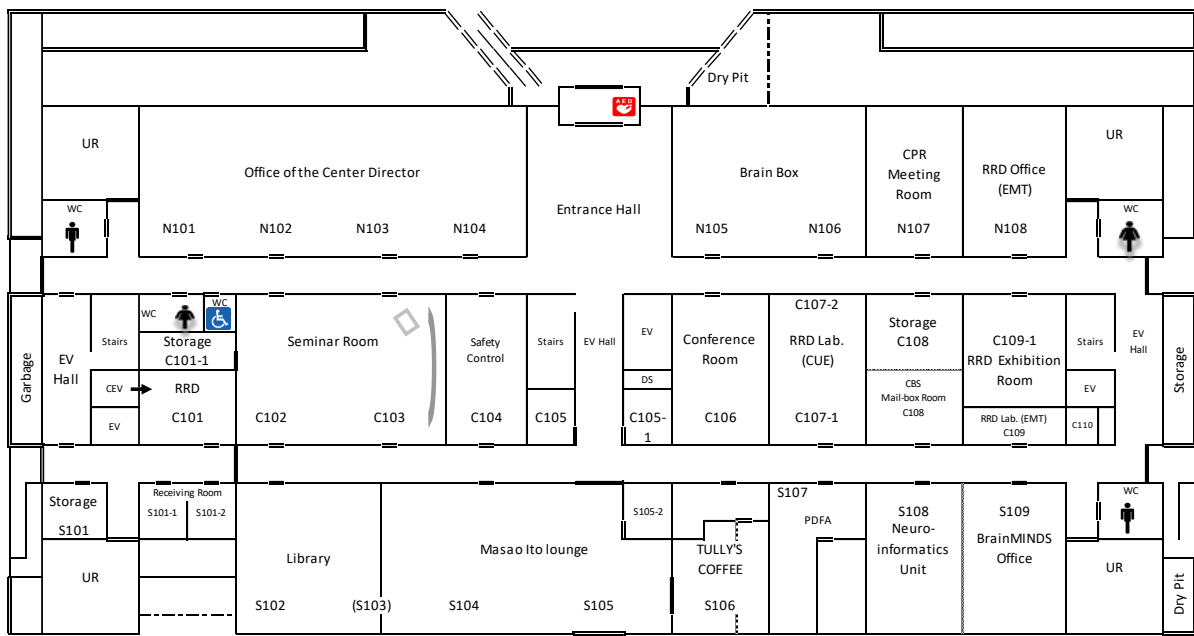 Dry Pit
AED
UR
Office of the Center Director
Entrance Hall
Brain Box
CPR
Meeting
Room
RRD Office
(EMT)
UR
WC
WC
N101
N102
N103
N104
N105
N106
N107
N108
Garbage
EV
Hall
Stairs
CEV
EV
WC
WC
Storage
C101-1
RRD
C101
Seminar Room
C102
C103
Safety
Control
C104
Stairs
C105
EV Hall
EV
DS
C105-
1
Conference
Room
C106
C107-2
RRD Lab.
(CUE)
C107-1
Storage
C108
CBS
Mail-box Room
C108
C109-1
RRD Exhibition
Room
RRD Lab. (EMT)
C109
Stairs
EV
C110
EV
Hall
Storage
Storage
S101
UR
Receiving Room
S101-1
S101-2
Library
S102
(S103)
Masao Ito lounge
S104
S105
S105-2
TULLY'S
COFFEE
S106
S107
PDFA
S108
Neuro-
informatics
Unit
S109
BrainMINDS
Office
WC
UR
Dry Pit